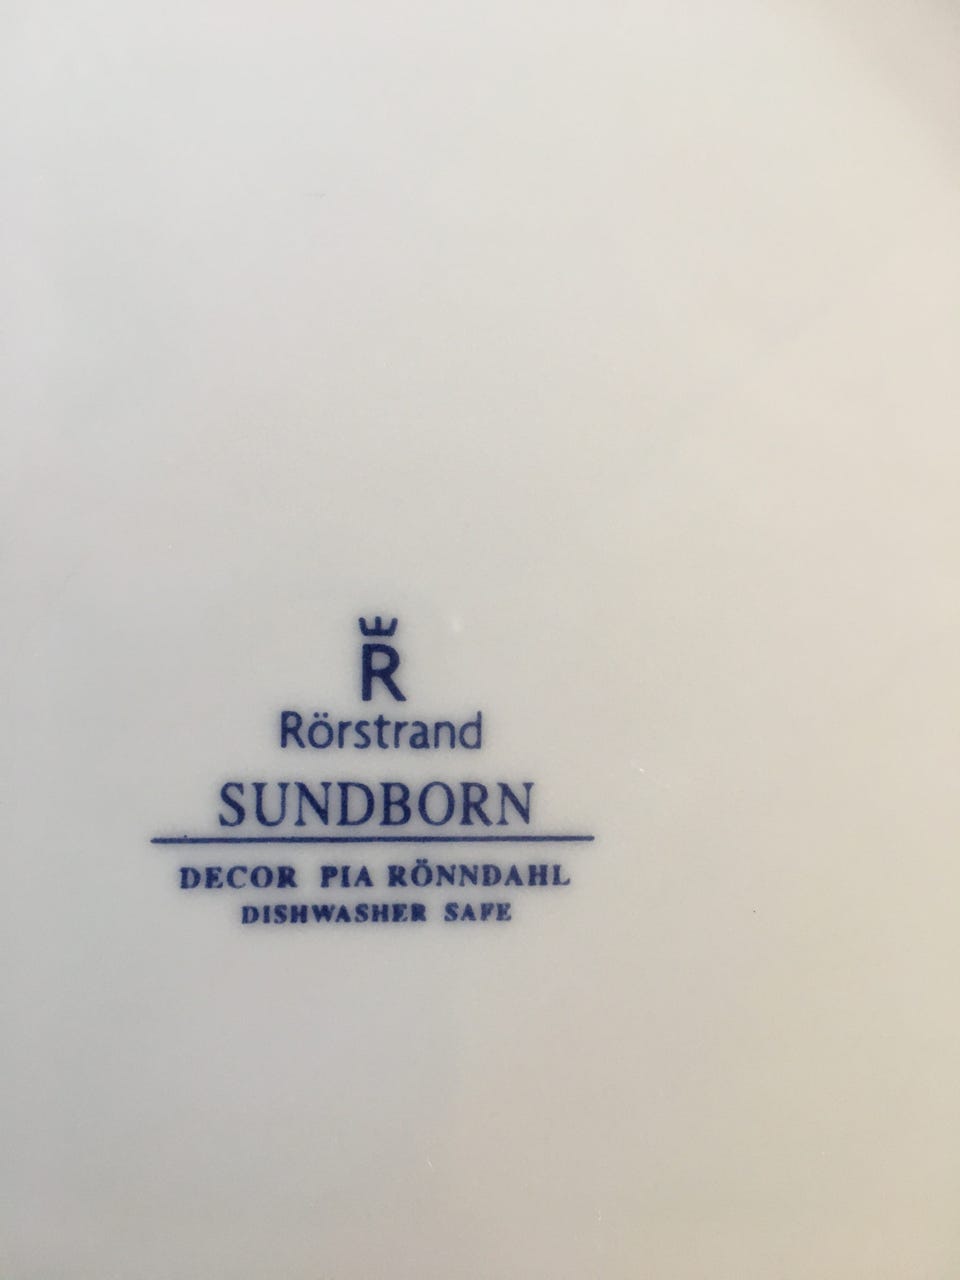 R
Rörstrand
SUNDBORN
DECOR PIA RÖNNDAHL
DISHWASHER SAFE